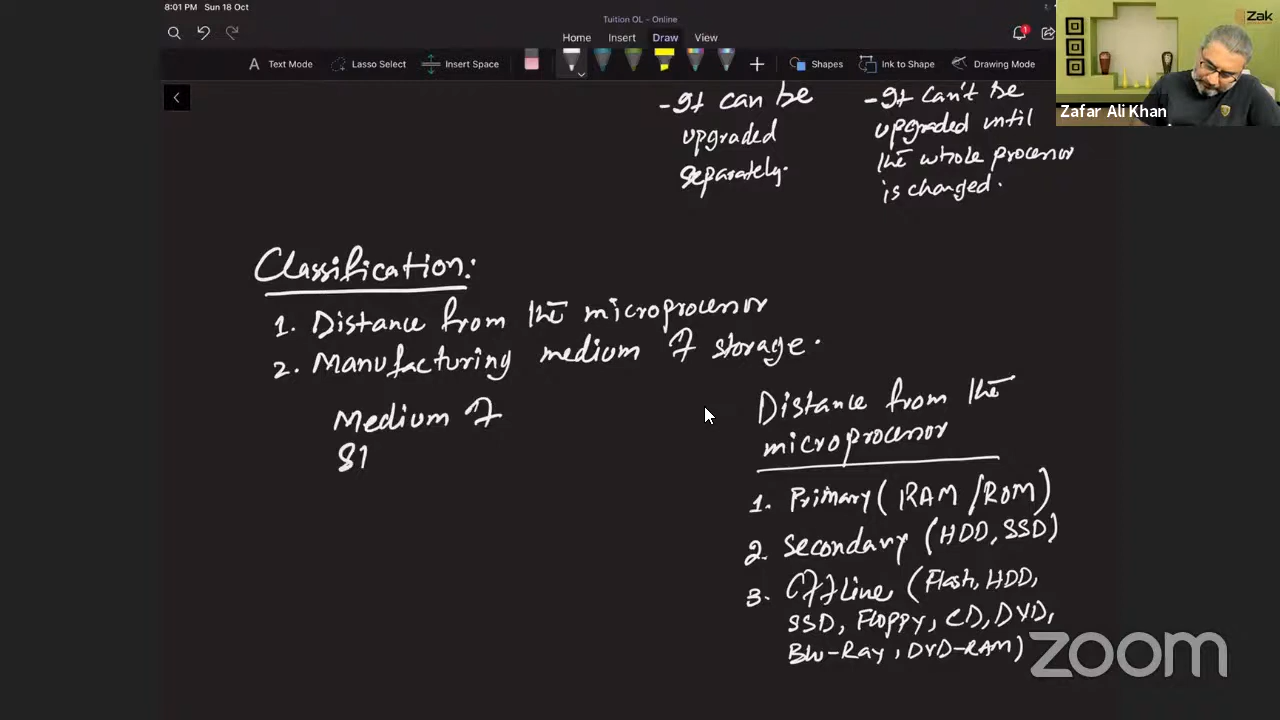 8:01 PM Sun 18 Oct
Tuition OL - Online
Home Insert Draw View
1
Text Mode Lasso Select Insert Space Shapes Ink to Shape Drawing Mode
Zak
Zafar Ali Khan
- It can be
upgraded
separately.
- It can't be
upgraded until
the whole processor
is changed.
Classification:
1. Distance from the microprocessor
2. Manufacturing medium of storage.
Medium of
St
Distance from the
microprocessor
1. Primary (RAM/ROM)
2. Secondary (HDD, SSD)
3. Offline (Flash, HDD,
SSD, Floppy, CD, DVD,
Blu-Ray, DVD-RAM)
zoom